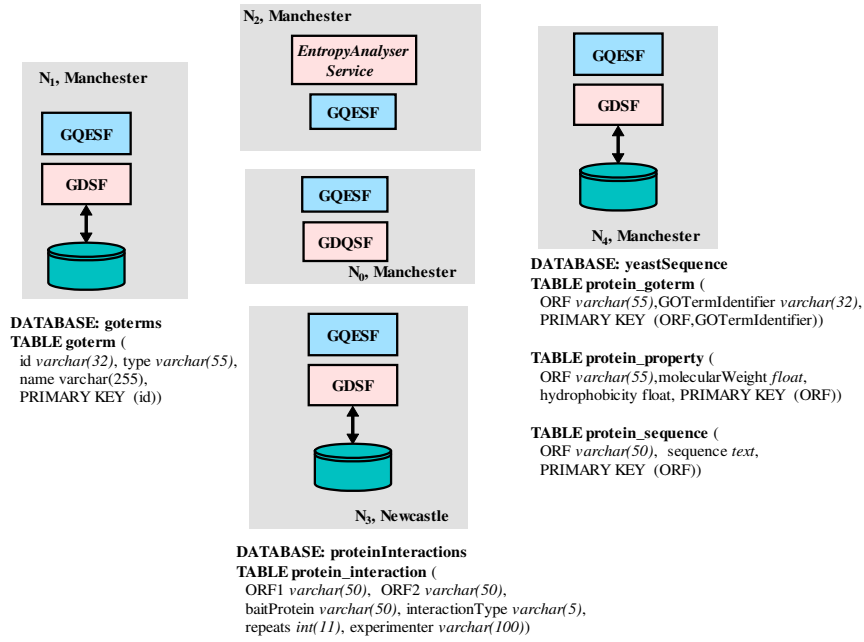 N1, Manchester
GQESF
GDSF
DATABASE: goterms
TABLE goterm (
id varchar(32), type varchar(55),
name varchar(255),
PRIMARY KEY (id))
N2, Manchester
EntropyAnalyser
Service
GQESF
GQESF
GDQSF
N0, Manchester
GQESF
GDSF
N3, Newcastle
DATABASE: proteinInteractions
TABLE protein_interaction (
ORF1 varchar(50), ORF2 varchar(50),
baitProtein varchar(50), interactionType varchar(5),
repeats int(11), experimenter varchar(100))
GQESF
GDSF
N4, Manchester
DATABASE: yeastSequence
TABLE protein_goterm (
ORF varchar(55),GOTermIdentifier varchar(32),
PRIMARY KEY (ORF,GOTermIdentifier))
TABLE protein_property (
ORF varchar(55),molecularWeight float,
hydrophobicity float, PRIMARY KEY (ORF))
TABLE protein_sequence (
ORF varchar(50), sequence text,
PRIMARY KEY (ORF))